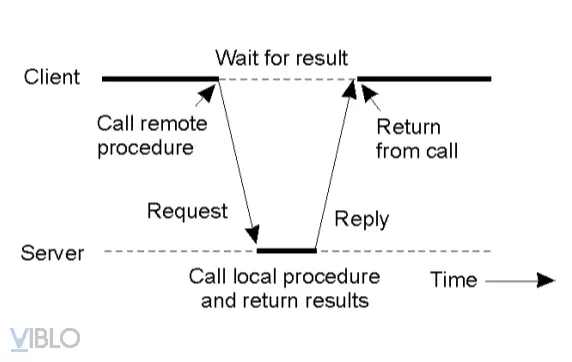 Wait for result
Client
Call remote
procedure
Return
from call
Request
Reply
Server
Call local procedure
and return results
Time
VIBLO